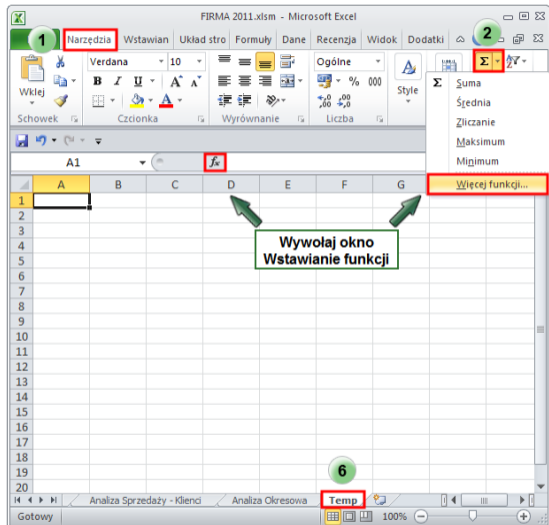 FIRMA 2011.xlsm - Microsoft Excel
1 Narzędzia Wstawian Układ stro Formuły Dane Recenzja Widok Dodatki 2
Wklej Verdana 10 Ogólne Style Σ
B I U A A % 000
A ,00 ,0
Schowek Czcionka Wyrównanie Liczba
Σ Suma
Średnia
Zliczanie
Maksimum
Minimum
Więcej funkcji...
A1 fx
A B C D E F G
1
2
3
4
5
6
7
8
9
10
11
12
13
14
15
16
17
18
19
20
Wywołaj okno
Wstawianie funkcji
6
Analiza Sprzedaży - Klienci Analiza Okresowa Temp
Gotowy 100%